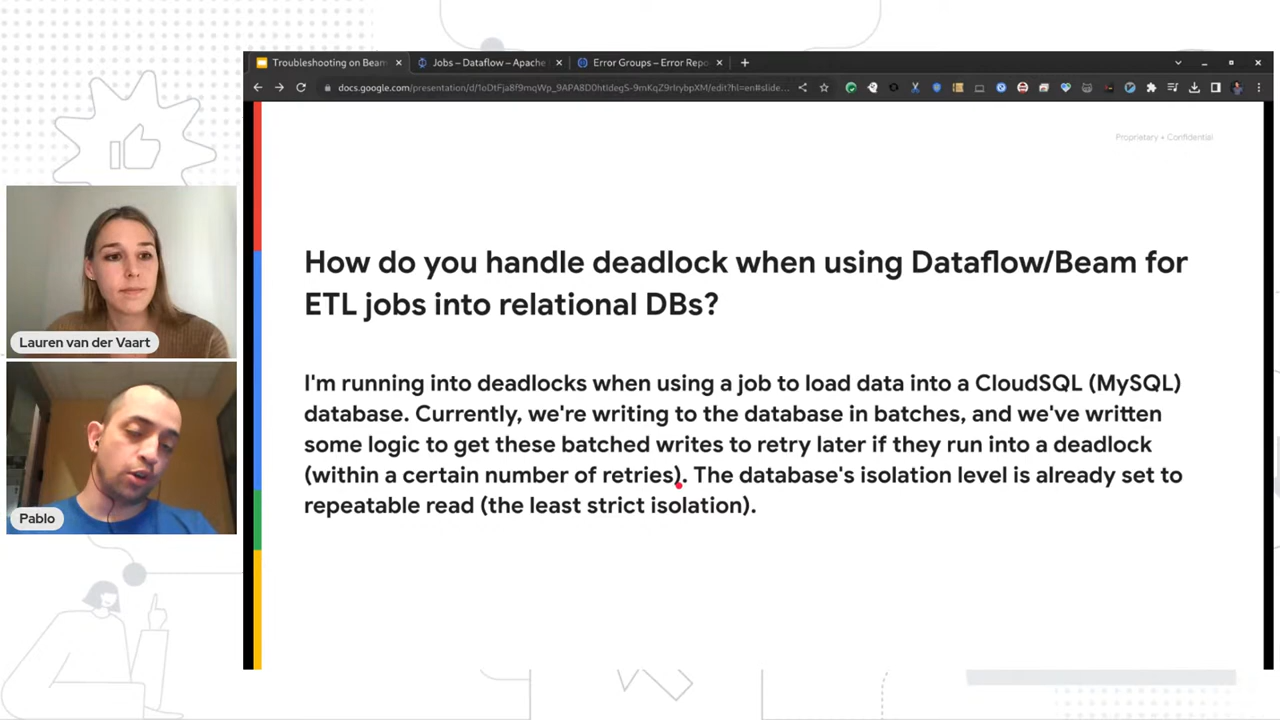 Troubleshooting on Beam
Jobs – Dataflow – Apache
Error Groups – Error Repo
docs.google.com/presentation/d/
Proprietary + Confidential
How do you handle deadlock when using Dataflow/Beam for
ETL jobs into relational DBs?
I'm running into deadlocks when using a job to load data into a CloudSQL (MySQL)
database. Currently, we're writing to the database in batches, and we've written
some logic to get these batched writes to retry later if they run into a deadlock
(within a certain number of retries). The database's isolation level is already set to
repeatable read (the least strict isolation).
Lauren van der Vaart
Pablo